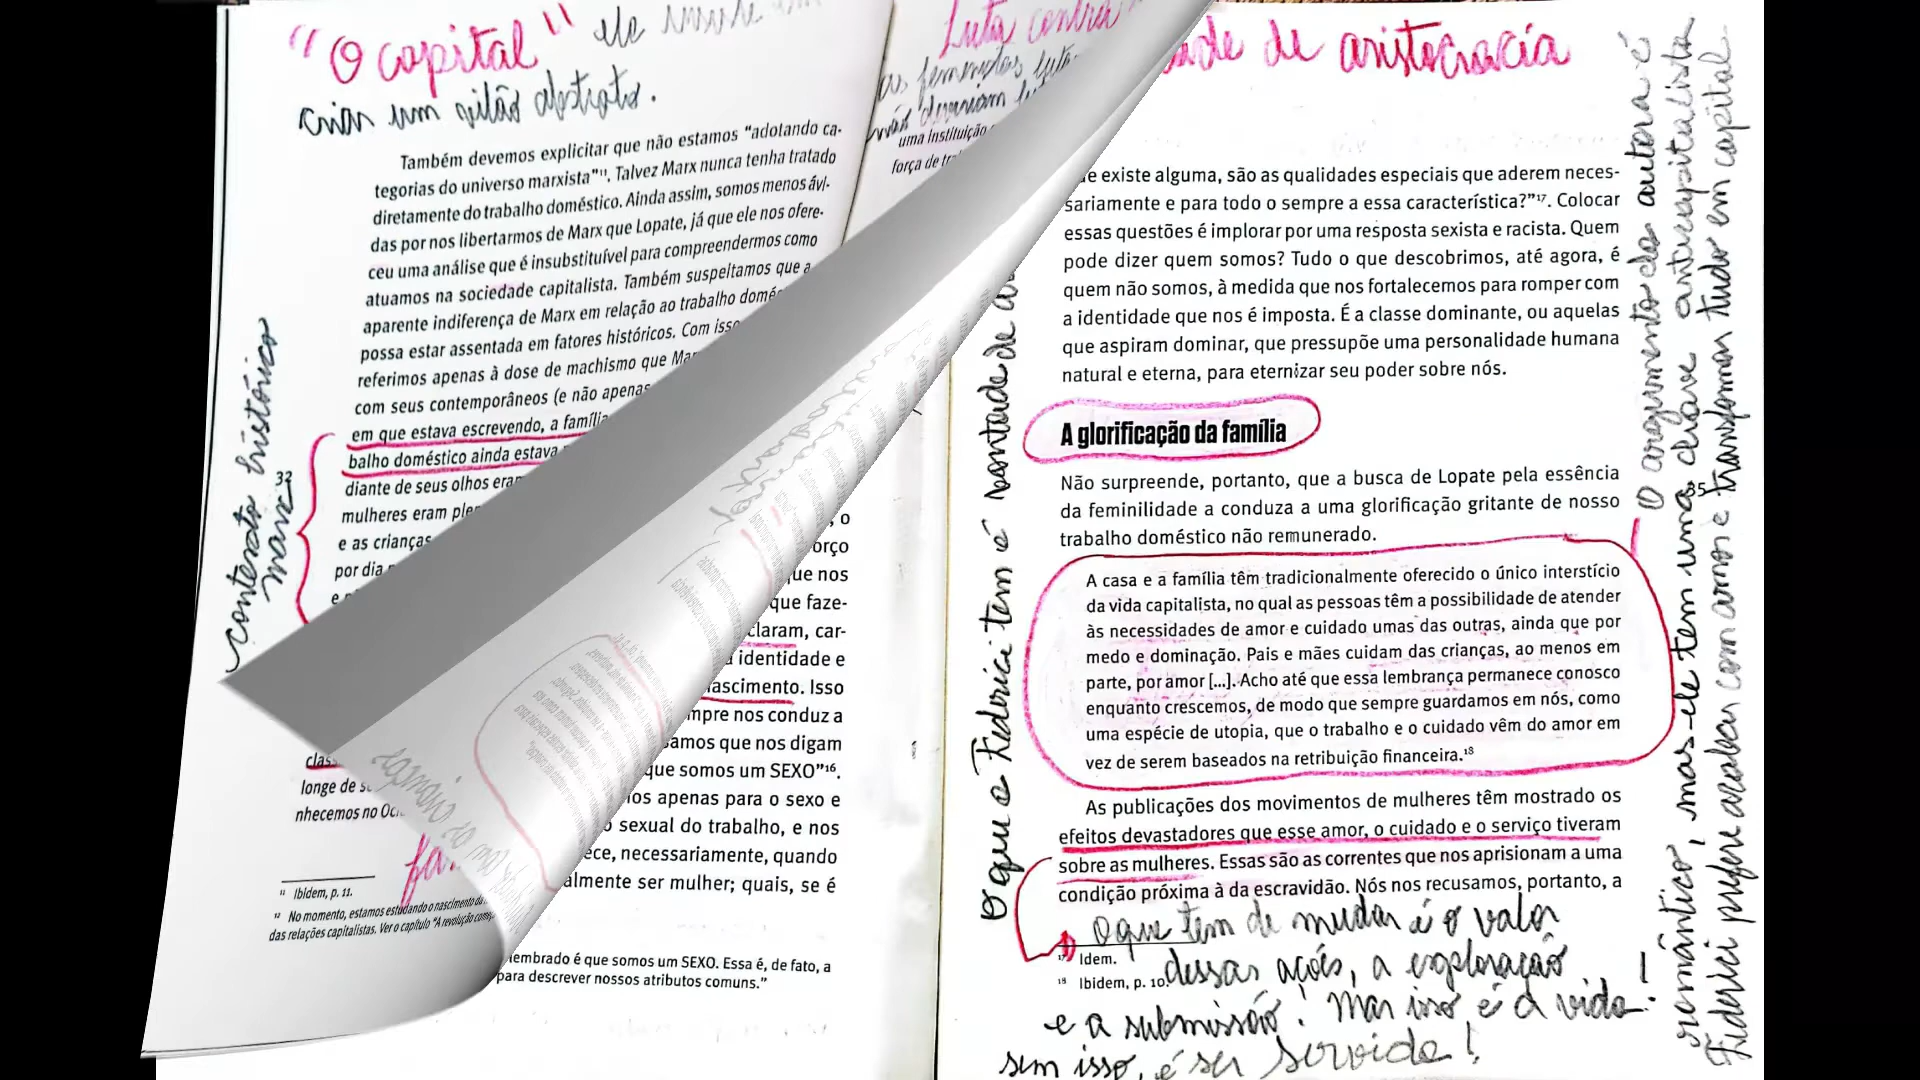 "O capital" ele
criar um vilão abstrato.
Também devemos explicitar que não estamos "adotando ca-
tegorias do universo marxista"¹¹. Talvez Marx nunca tenha tratado
diretamente do trabalho doméstico. Ainda assim, somos menos ávi-
das por nos libertarmos de Marx que Lopate, já que ele nos ofere-
ceu uma análise que é insubstituível para compreendermos como
atuamos na sociedade capitalista. Também suspeitamos que a
aparente indiferença de Marx em relação ao trabalho domé
possa estar assentada em fatores históricos. Com isso
referimos apenas à dose de machismo que Mar
com seus contemporâneos (e não apenas
em que estava escrevendo, a família
balho doméstico ainda estava
diante de seus olhos eram
mulheres eram ple
e as crianças
por dia
contexto histórico
marx
32
clas
longe de s
nhecemos no Oci
fa
¹¹ Ibidem, p. 11.
¹² No momento, estamos estudando o nascimento da
das relações capitalistas. Ver o capítulo "A revolução começ
Luta contra
as feministas
não deveriam
uma instituição
força de tr
, o
orço
ue nos
que faze-
claram, car-
identidade e
ascimento. Isso
mpre nos conduz a
samos que nos digam
que somos um SEXO"¹⁶.
os apenas para o sexo e
o sexual do trabalho, e nos
ece, necessariamente, quando
almente ser mulher; quais, se é
lembrado é que somos um SEXO. Essa é, de fato, a
para descrever nossos atributos comuns."
ade de aristocracia
e existe alguma, são as qualidades especiais que aderem neces-
sariamente e para todo o sempre a essa característica?"¹⁷. Colocar
essas questões é implorar por uma resposta sexista e racista. Quem
pode dizer quem somos? Tudo o que descobrimos, até agora, é
quem não somos, à medida que nos fortalecemos para romper com
a identidade que nos é imposta. É a classe dominante, ou aquelas
que aspiram dominar, que pressupõe uma personalidade humana
natural e eterna, para eternizar seu poder sobre nós.
A glorificação da família
Não surpreende, portanto, que a busca de Lopate pela essência
da feminilidade a conduza a uma glorificação gritante de nosso
trabalho doméstico não remunerado.
A casa e a família têm tradicionalmente oferecido o único interstício
da vida capitalista, no qual as pessoas têm a possibilidade de atender
às necessidades de amor e cuidado umas das outras, ainda que por
medo e dominação. Pais e mães cuidam das crianças, ao menos em
parte, por amor [...]. Acho até que essa lembrança permanece conosco
enquanto crescemos, de modo que sempre guardamos em nós, como
uma espécie de utopia, que o trabalho e o cuidado vêm do amor em
vez de serem baseados na retribuição financeira.¹⁸
As publicações dos movimentos de mulheres têm mostrado os
efeitos devastadores que esse amor, o cuidado e o serviço tiveram
sobre as mulheres. Essas são as correntes que nos aprisionam a uma
condição próxima à da escravidão. Nós nos recusamos, portanto, a
O que tem de mudar é o valor
¹⁷ Idem.
¹⁸ Ibidem, p. 10.
dessas ações, a exploração
e a submissão! Mas isso é a vida!
sem isso, é ser servida!
O que a Federici tem é vontade de
35
O argumento da autora é
romântico, mas ele tem uma chave anticapitalista!
Federici prefere acabar com amor e transformar tudo em capital.